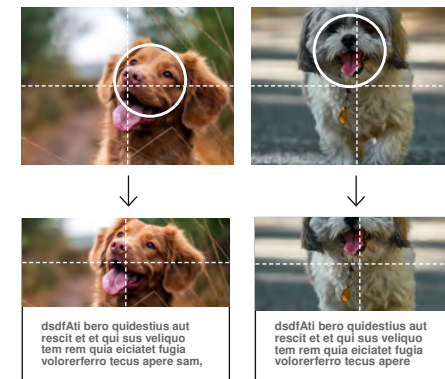 dsdfAti bero quidestius aut
rescit et et qui sus veliquo
tem rem quia eiciatet fugia
volorerferro tecus apere sam,
dsdfAti bero quidestius aut
rescit et et qui sus veliquo
tem rem quia eiciatet fugia
volorerferro tecus apere